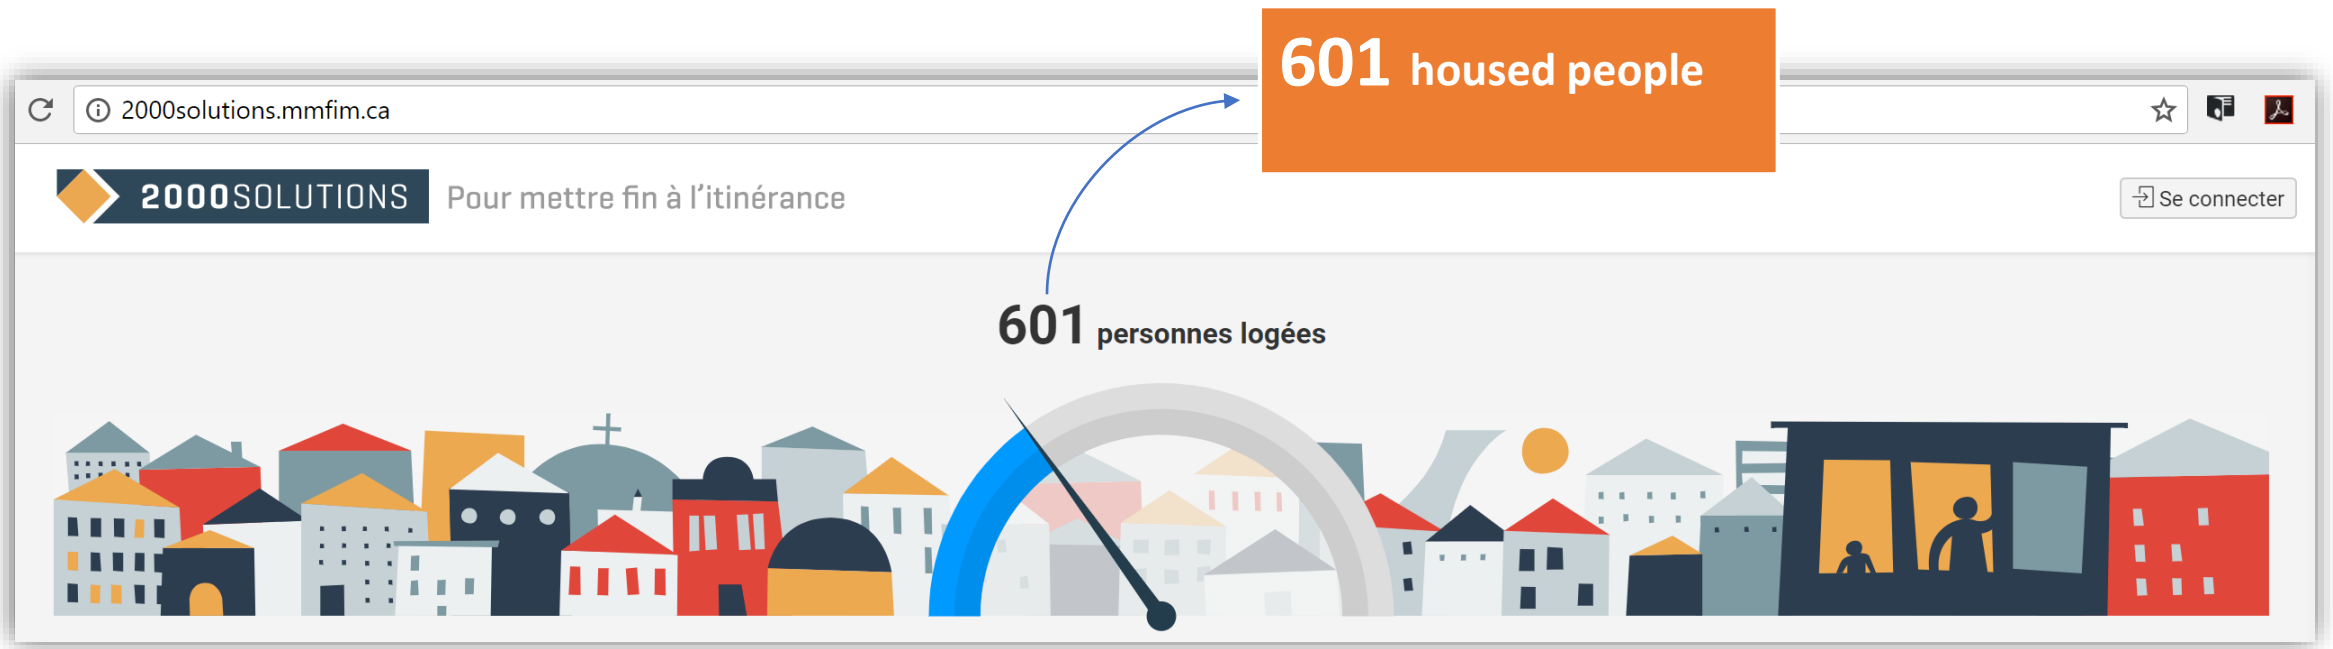 601 housed people
2000solutions.mmfim.ca
2000SOLUTIONS Pour mettre fin à l'itinérance
Se connecter
601 personnes logées